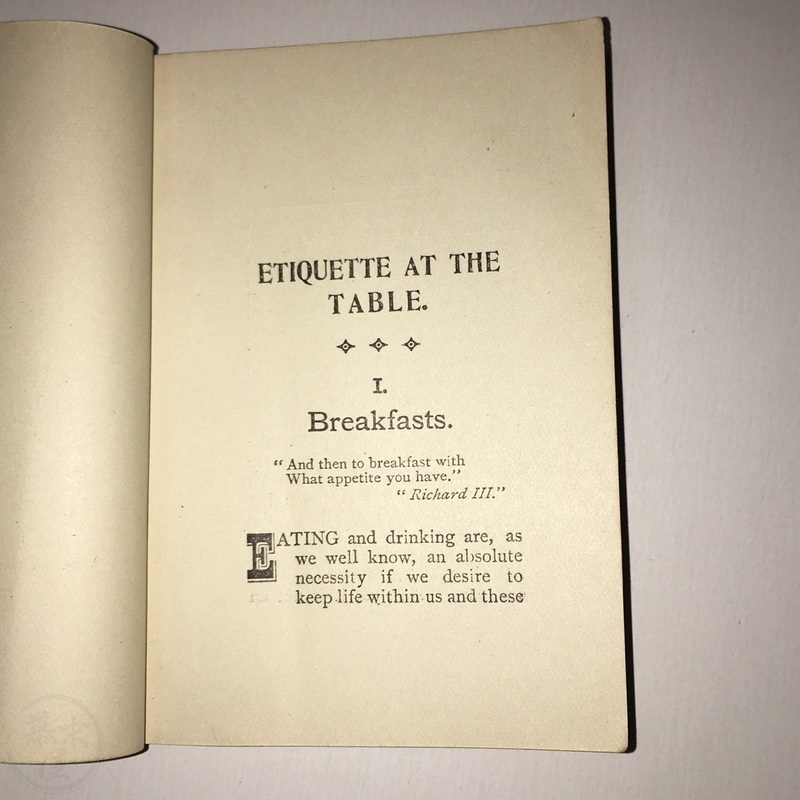 ETIQUETTE AT THE
TABLE.
I.
Breakfasts.
“And then to breakfast with
What appetite you have.”
“Richard III.”
EATING and drinking are, as
we well know, an absolute
necessity if we desire to
keep life within us and these